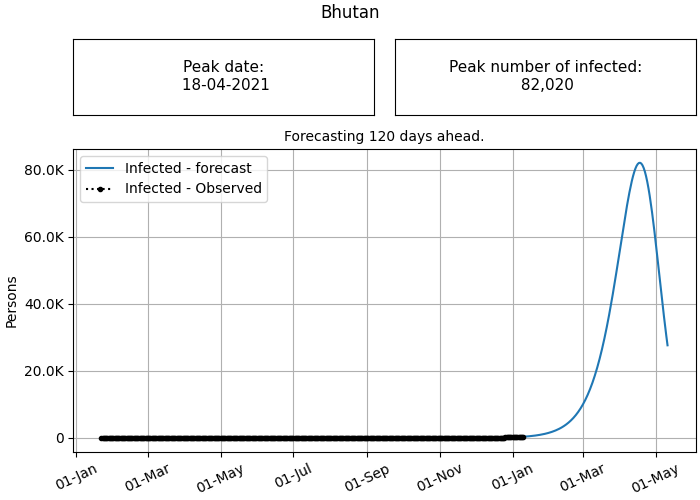 Bhutan
Peak date:
18-04-2021
Peak number of infected:
82,020
Forecasting 120 days ahead.
Infected - forecast
Infected - Observed
80.0K
60.0K
40.0K
20.0K
0
Persons
01-Jan
01-Mar
01-May
01-Jul
01-Sep
01-Nov
01-Jan
01-Mar
01-May